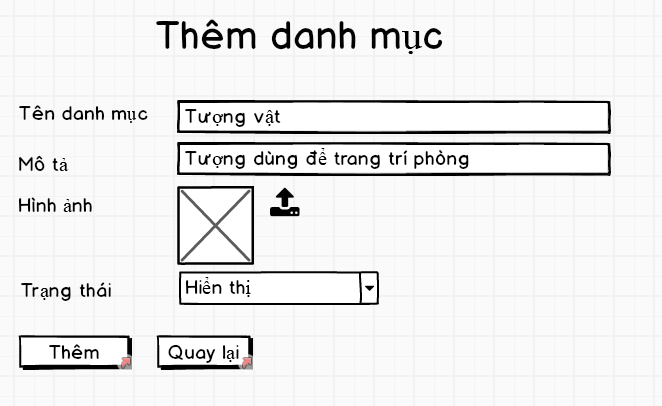 Thêm danh mục
Tên danh mục Tượng vật
Mô tả Tượng dùng để trang trí phòng
Hình ảnh
Trạng thái Hiển thị
Thêm Quay lại